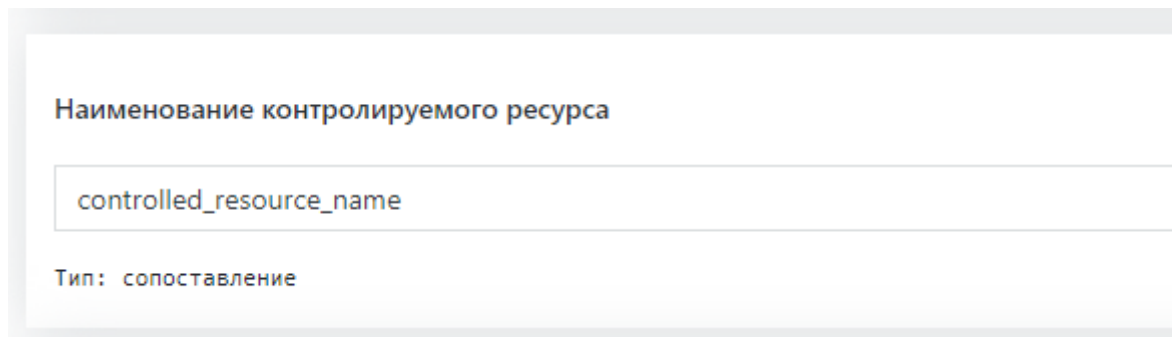 Наименование контролируемого ресурса
controlled_resource_name
Тип: сопоставление